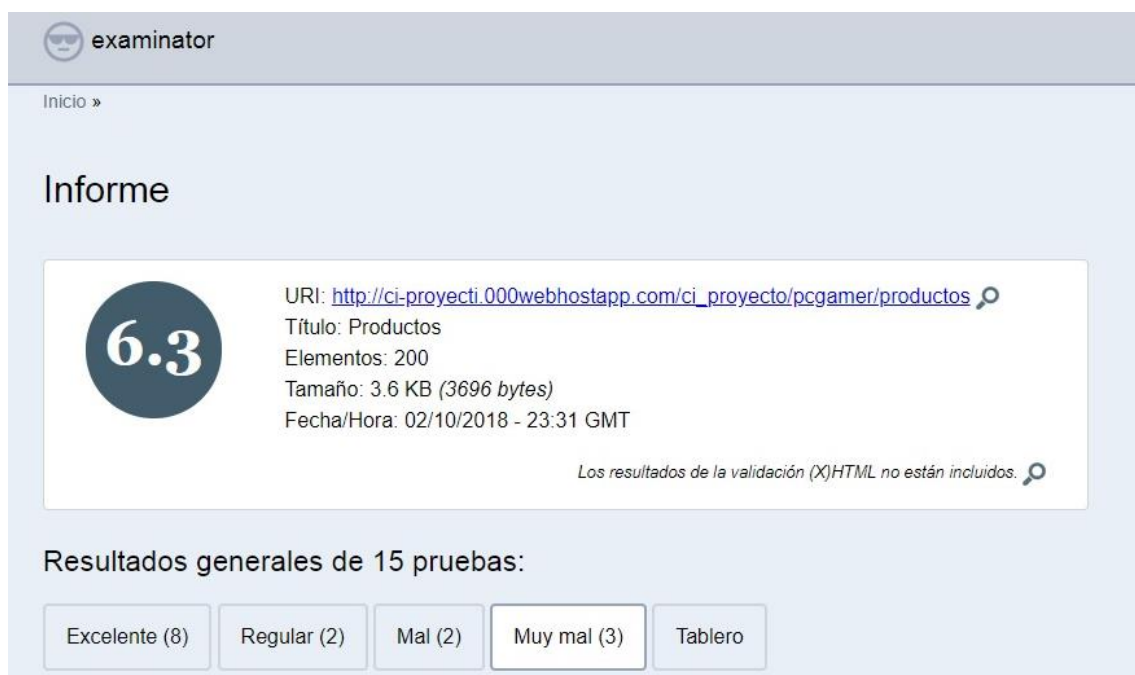 examinator
Inicio »
Informe
6.3
URI: http://ci-proyecti.000webhostapp.com/ci_proyecto/pcgamer/productos
Título: Productos
Elementos: 200
Tamaño: 3.6 KB (3696 bytes)
Fecha/Hora: 02/10/2018 - 23:31 GMT
Los resultados de la validación (X)HTML no están incluidos.
Resultados generales de 15 pruebas:
Excelente (8) Regular (2) Mal (2) Muy mal (3) Tablero